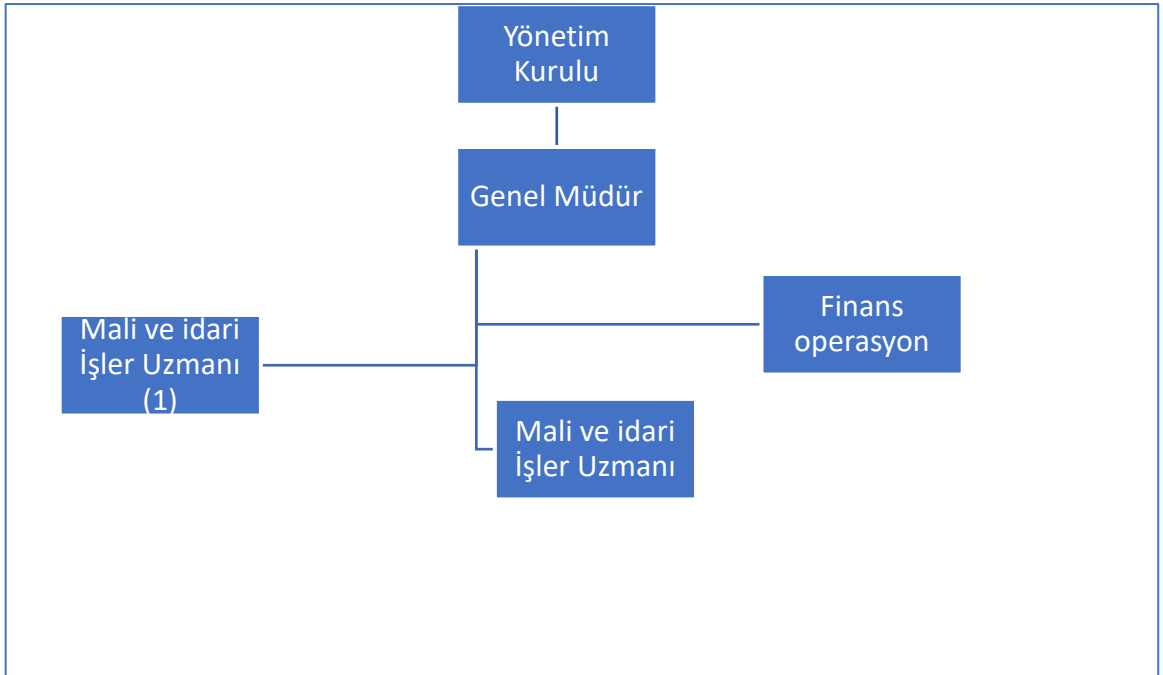 Yönetim
Kurulu
Genel Müdür
Finans
operasyon
Mali ve idari
İşler Uzmanı
(1)
Mali ve idari
İşler Uzmanı